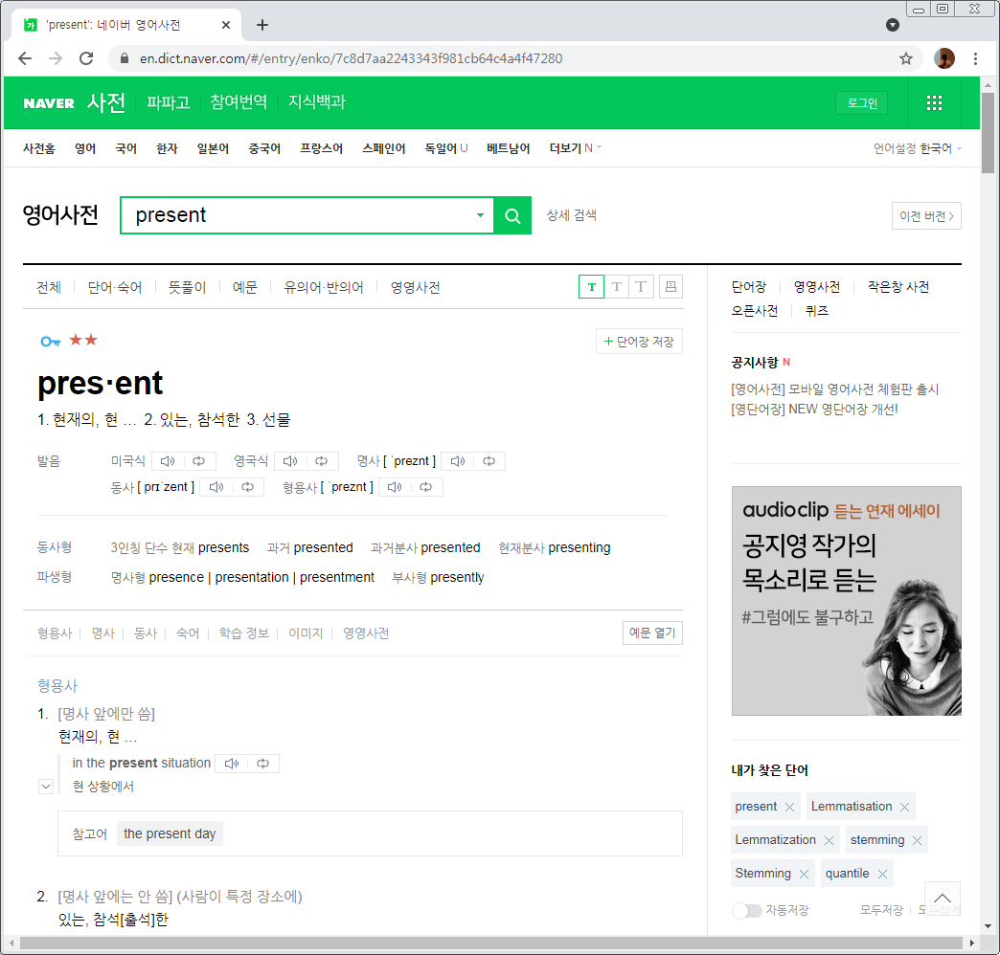 'present': 네이버 영어사전
en.dict.naver.com/#/entry/enko/7c8d7aa2243343f981cb64c4a4f47280
NAVER 사전 파파고 참여번역 지식백과 로그인
사전홈 영어 국어 한자 일본어 중국어 프랑스어 스페인어 독일어 U 베트남어 더보기 N 언어설정 한국어
영어사전 present 상세 검색 이전 버전
전체 단어·숙어 뜻풀이 예문 유의어·반의어 영영사전 T T T
+ 단어장 저장
pres·ent
1. 현재의, 현 … 2. 있는, 참석한 3. 선물
발음 미국식 영국식 명사 [ ˈpreznt ]
동사 [ prɪˈzent ] 형용사 [ ˈpreznt ]
동사형 3인칭 단수 현재 presents 과거 presented 과거분사 presented 현재분사 presenting
파생형 명사형 presence | presentation | presentment 부사형 presently
형용사 명사 동사 숙어 학습 정보 이미지 영영사전 예문 열기
형용사
1. [명사 앞에만 씀]
현재의, 현 …
in the present situation
현 상황에서
참고어 the present day
2. [명사 앞에는 안 씀] (사람이 특정 장소에)
있는, 참석[출석]한
단어장 영영사전 작은창 사전
오픈사전 퀴즈
공지사항 N
[영어사전] 모바일 영어사전 체험판 출시
[영단어장] NEW 영단어장 개선!
audioclip 듣는 연재 에세이
공지영 작가의
목소리로 듣는
#그럼에도 불구하고
내가 찾은 단어
present Lemmatisation
Lemmatization stemming
Stemming quantile
자동저장 모두저장 모두삭제